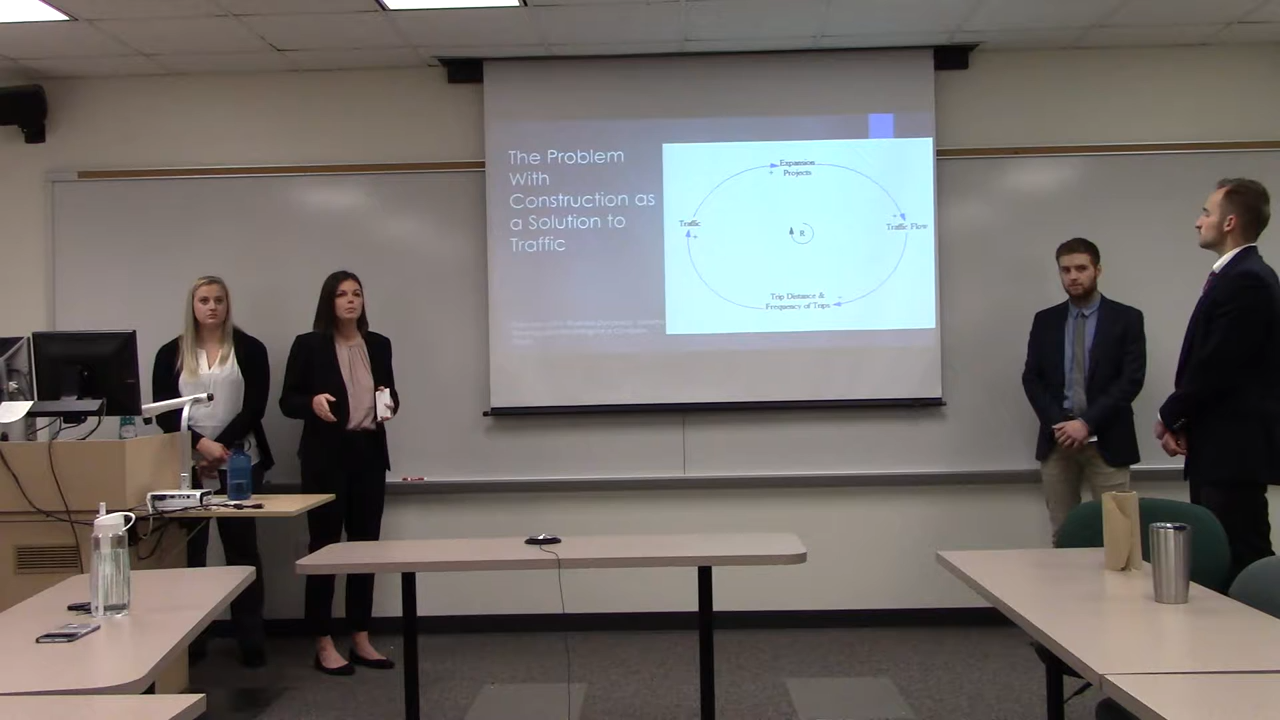 The Problem
With
Construction as
a Solution to
Traffic
Expansion
Projects
+
Traffic
+
R
Traffic Flow
Trip Distance &
Frequency of Trips